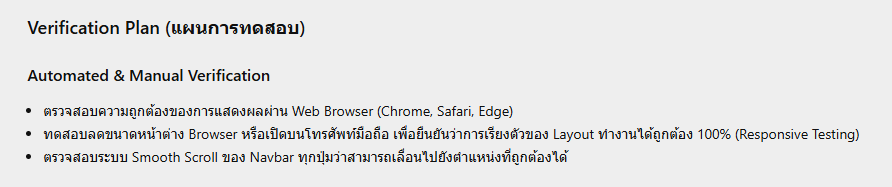 Verification Plan (แผนการทดสอบ)
Automated & Manual Verification
• ตรวจสอบความถูกต้องของการแสดงผลผ่าน Web Browser (Chrome, Safari, Edge)
• ทดสอบลดขนาดหน้าต่าง Browser หรือเปิดบนโทรศัพท์มือถือ เพื่อยืนยันว่าการเรียงตัวของ Layout ทำงานได้ถูกต้อง 100% (Responsive Testing)
• ตรวจสอบระบบ Smooth Scroll ของ Navbar ทุกปุ่มว่าสามารถเลื่อนไปยังตำแหน่งที่ถูกต้องได้